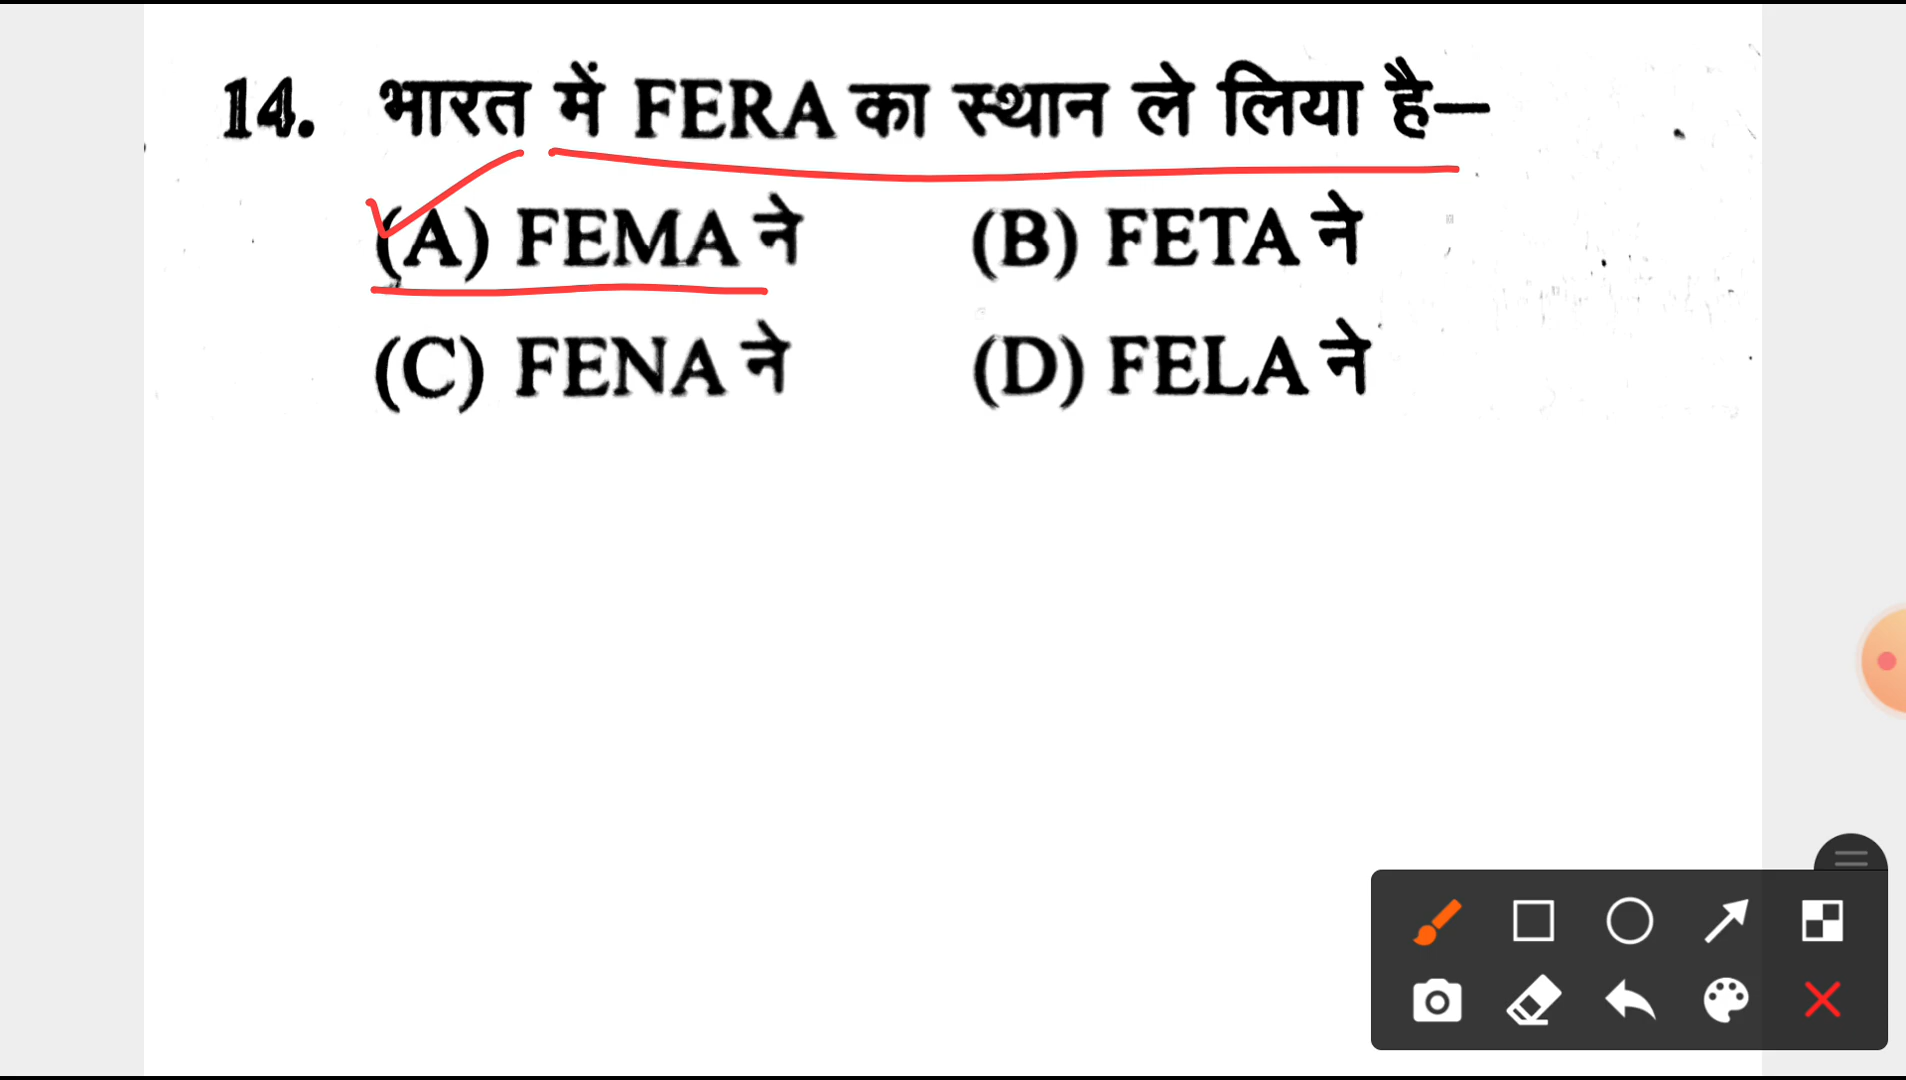 14. भारत में FERA का स्थान ले लिया है—
(A) FEMA ने (B) FETA ने
(C) FENA ने (D) FELA ने